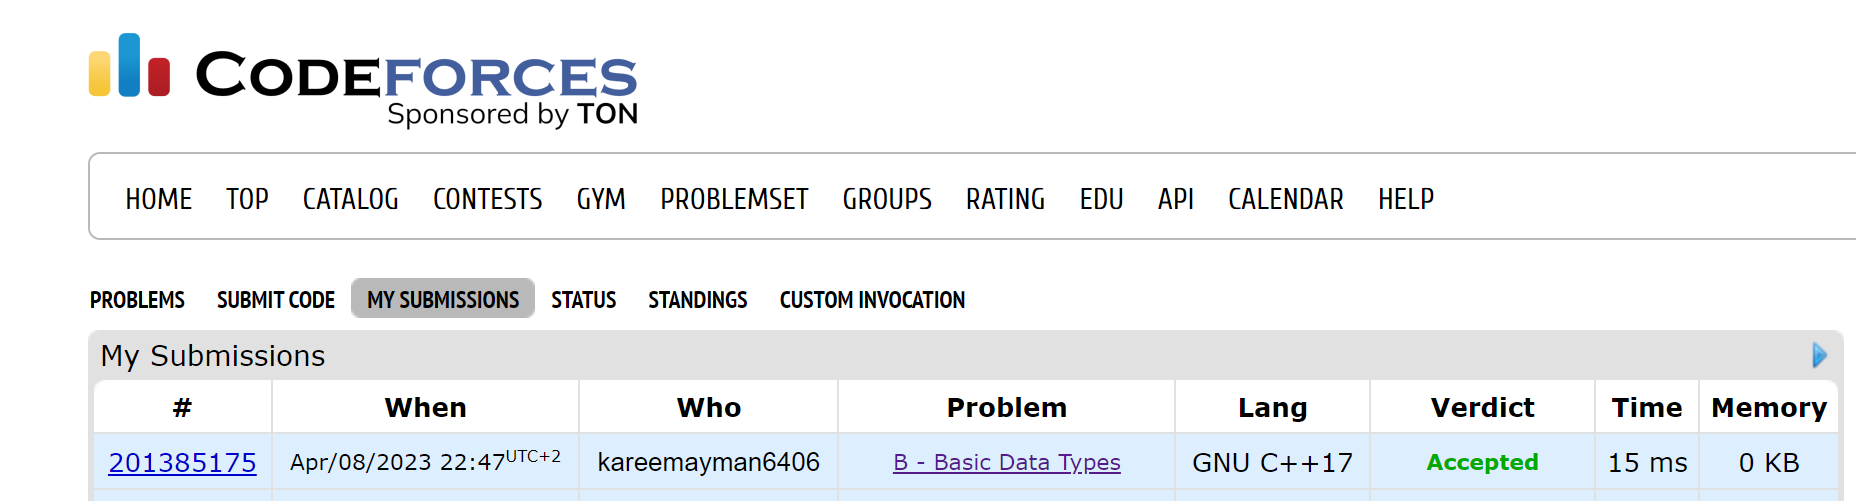 CODEFORCES
Sponsored by TON
HOME TOP CATALOG CONTESTS GYM PROBLEMSET GROUPS RATING EDU API CALENDAR HELP
PROBLEMS SUBMIT CODE MY SUBMISSIONS STATUS STANDINGS CUSTOM INVOCATION
My Submissions
# When Who Problem Lang Verdict Time Memory
201385175 Apr/08/2023 22:47UTC+2 kareemayman6406 B - Basic Data Types GNU C++17 Accepted 15 ms 0 KB